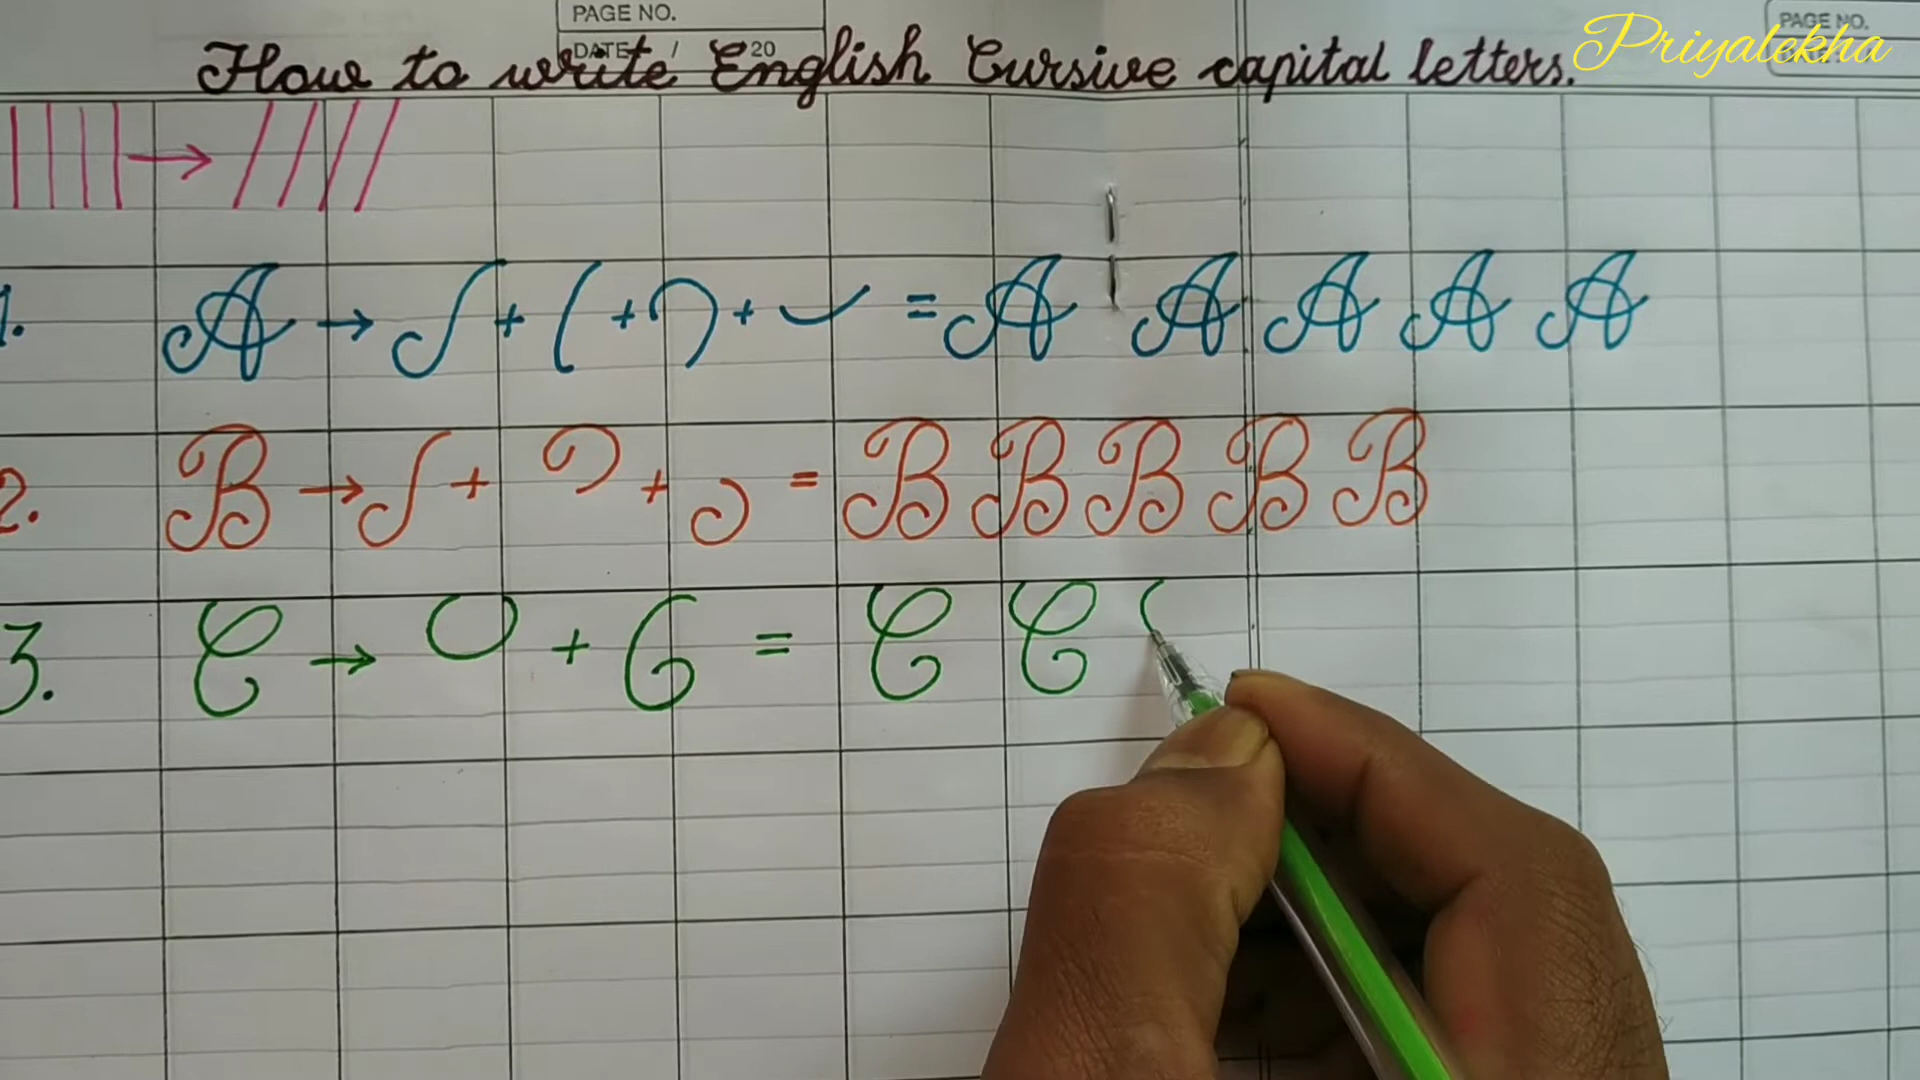 PAGE NO.
DATE / /20
PAGE NO.
Priyalekha
How to write English Cursive capital letters.
→
1. A → + + + = A A A A A
2. B → + + = B B B B B
3. C → + = C C